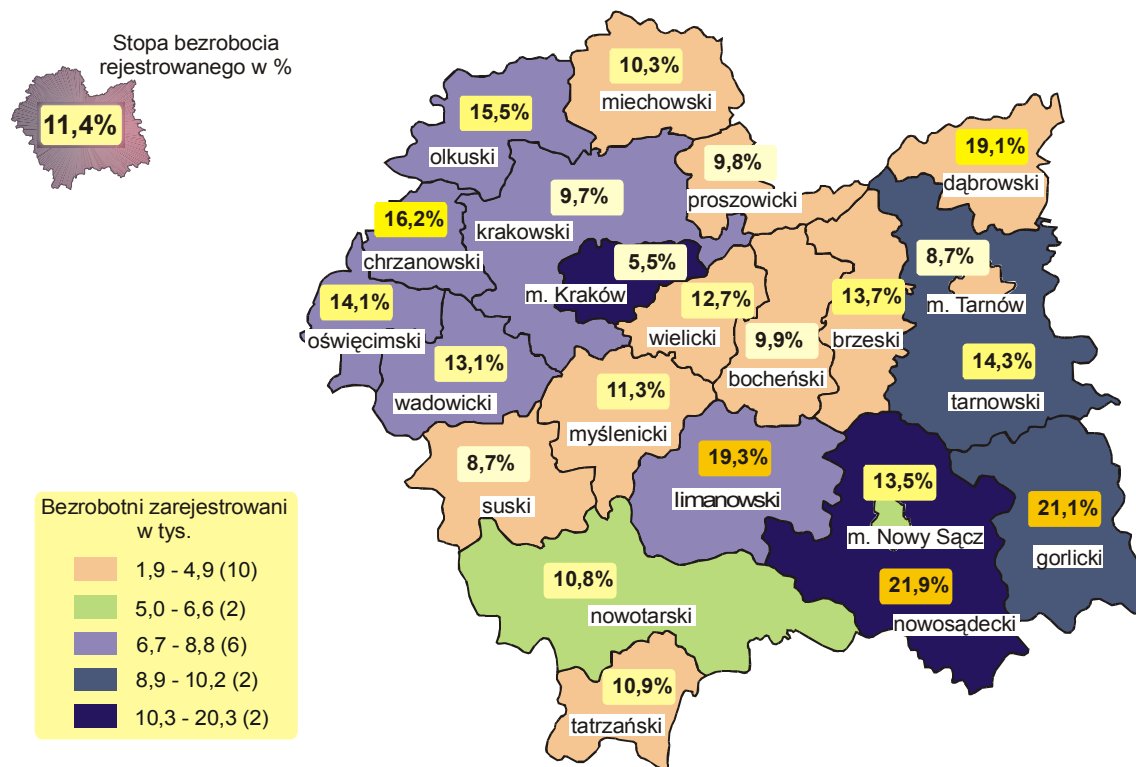 Stopa bezrobocia
rejestrowanego w %
11,4%
10,3%
miechowski
15,5%
olkuski
9,8%
proszowicki
19,1%
dąbrowski
9,7%
krakowski
16,2%
chrzanowski
5,5%
m. Kraków
8,7%
m. Tarnów
14,1%
oświęcimski
12,7%
wielicki
13,7%
brzeski
9,9%
bocheński
13,1%
wadowicki
14,3%
tarnowski
11,3%
myślenicki
8,7%
suski
19,3%
limanowski
13,5%
m. Nowy Sącz
21,1%
gorlicki
10,8%
nowotarski
21,9%
nowosądecki
10,9%
tatrzański
Bezrobotni zarejestrowani
w tys.
1,9 - 4,9 (10)
5,0 - 6,6 (2)
6,7 - 8,8 (6)
8,9 - 10,2 (2)
10,3 - 20,3 (2)